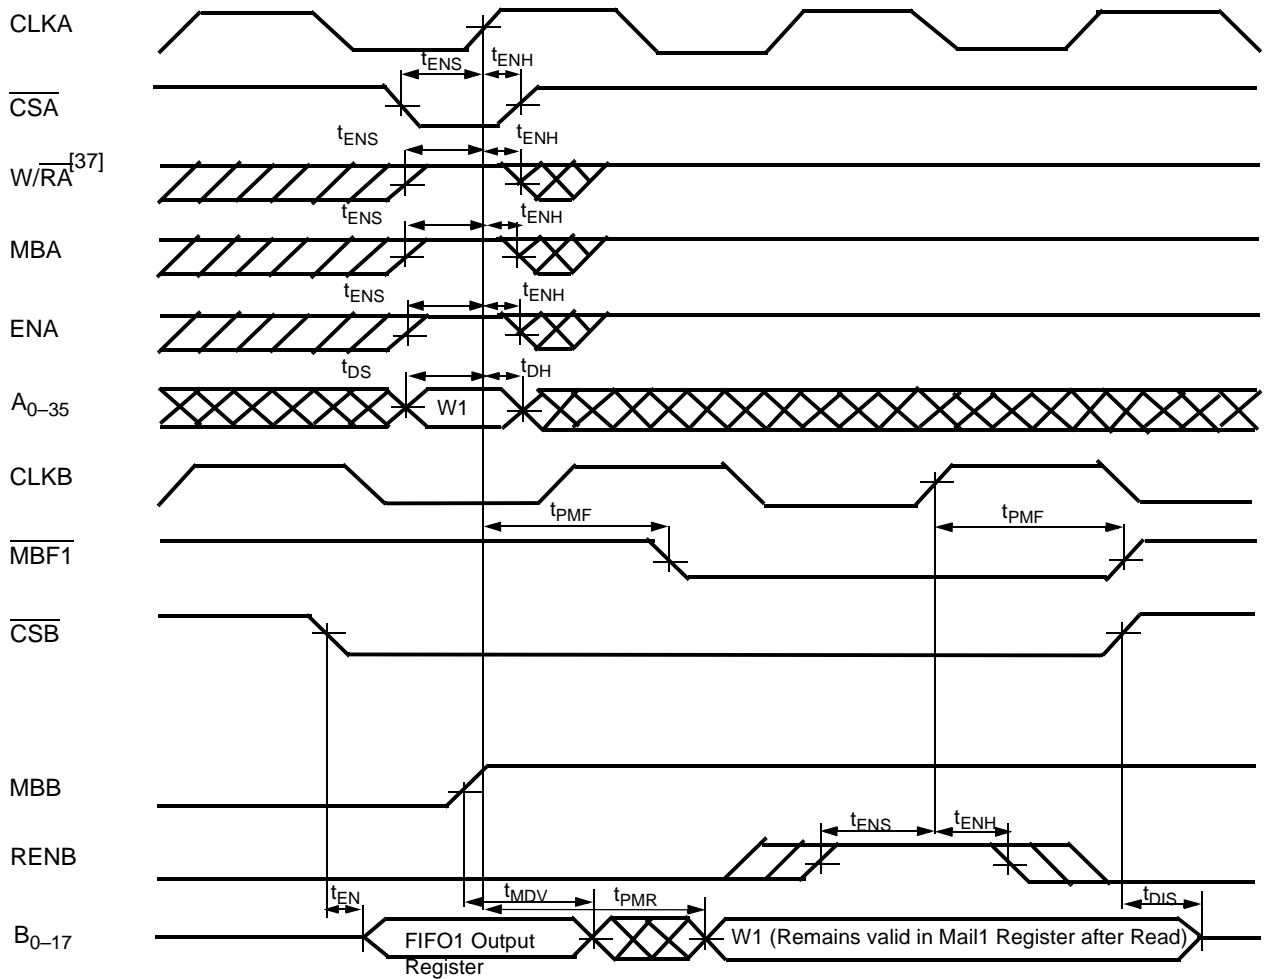 CLKA
tENS tENH
CSA
tENS tENH
W/RA[37]
tENS tENH
MBA
tENS tENH
ENA
tDS tDH
A0–35 W1
CLKB
tPMF tPMF
MBF1
CSB
MBB
tENS tENH
RENB
tEN tMDV tPMR tDIS
B0–17 FIFO1 Output Register W1 (Remains valid in Mail1 Register after Read)